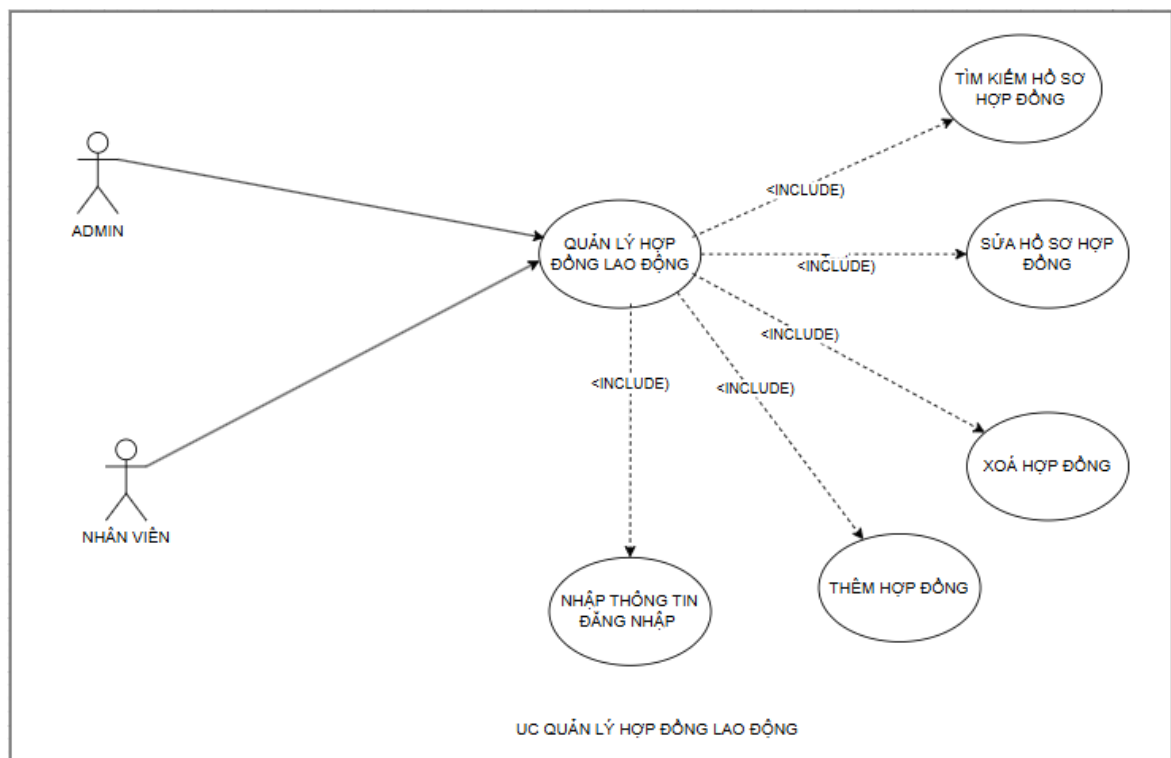 TÌM KIẾM HỒ SƠ
HỢP ĐỒNG
<INCLUDE)
ADMIN
QUẢN LÝ HỢP
ĐỒNG LAO ĐỘNG
SỬA HỒ SƠ HỢP
ĐỒNG
<INCLUDE)
<INCLUDE)
<INCLUDE)
<INCLUDE)
XOÁ HỢP ĐỒNG
NHÂN VIÊN
THÊM HỢP ĐỒNG
NHẬP THÔNG TIN
ĐĂNG NHẬP
UC QUẢN LÝ HỢP ĐỒNG LAO ĐỘNG